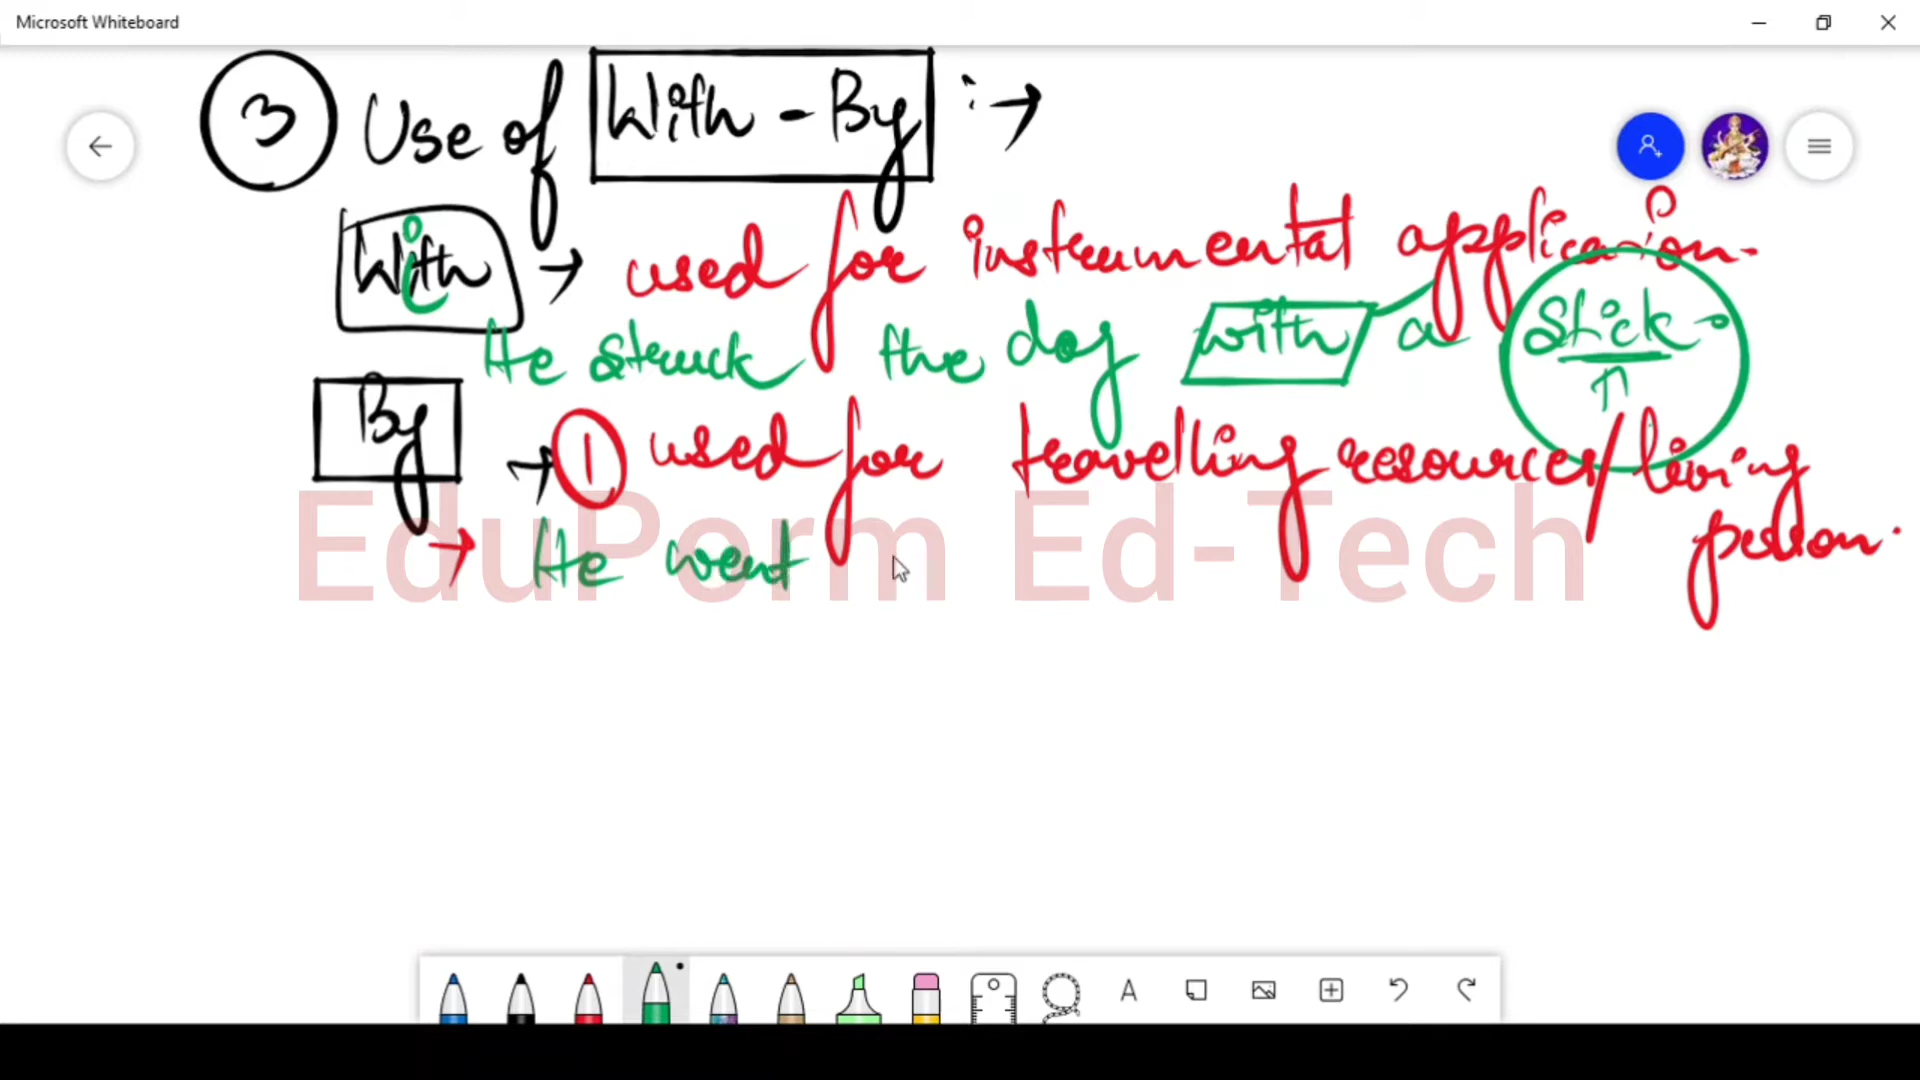 Microsoft Whiteboard
3 Use of With - By :→
With → used for instrumental application.
He struck the dog with a stick.
By → 1 used for travelling resources/living
person.
→ He went
EduPorm Ed-Tech
A